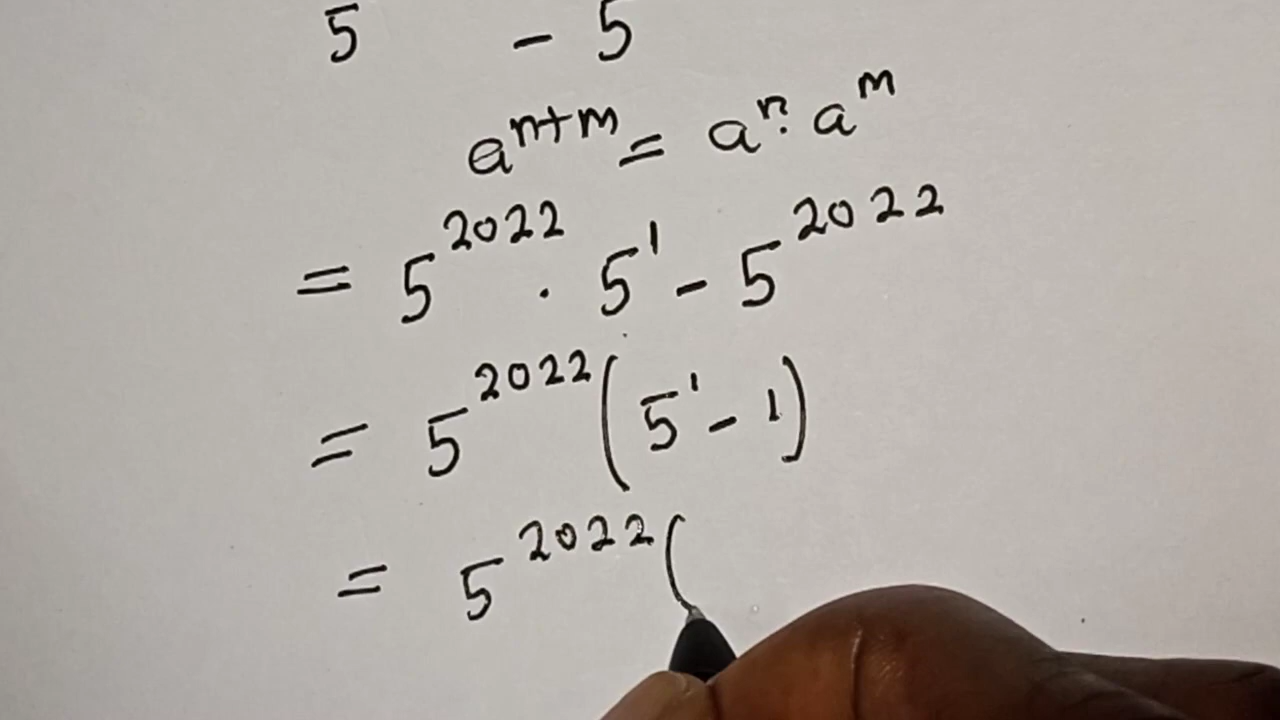 5 - 5
a^{n+m} = a^n · a^m
= 5^{2022} · 5^1 - 5^{2022}
= 5^{2022} (5^1 - 1)
= 5^{2022} (